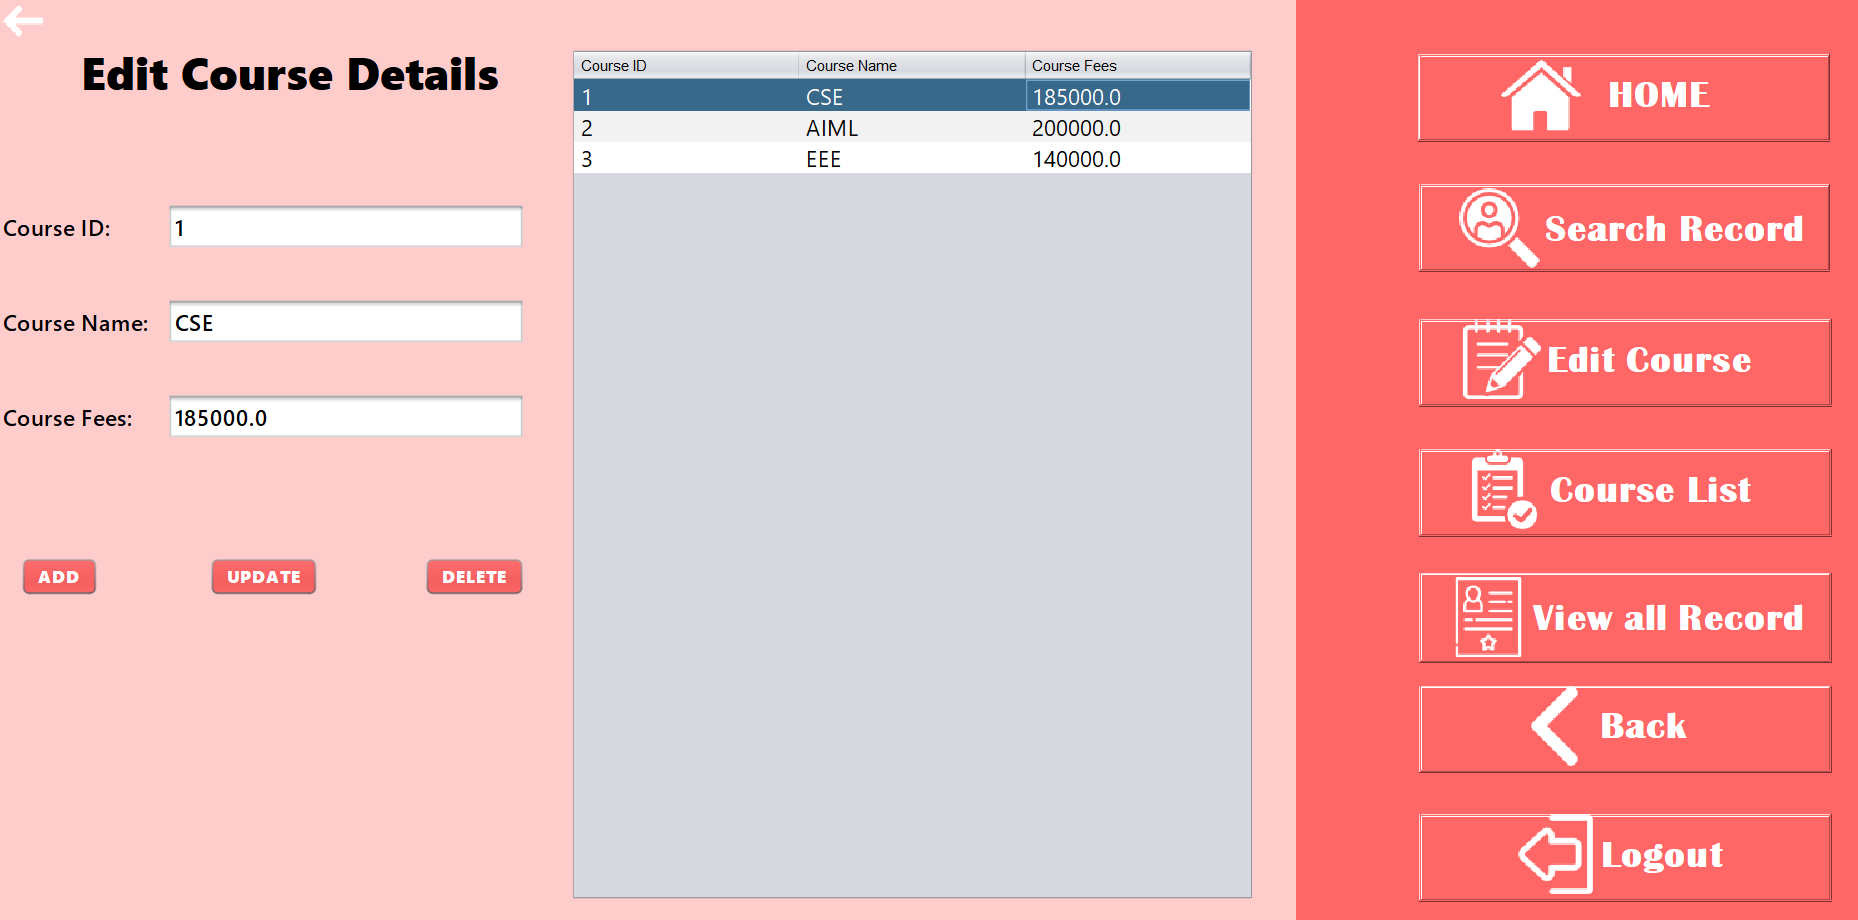 Edit Course Details
Course ID: 1
Course Name: CSE
Course Fees: 185000.0
ADD UPDATE DELETE
Course ID Course Name Course Fees
1 CSE 185000.0
2 AIML 200000.0
3 EEE 140000.0
HOME
Search Record
Edit Course
Course List
View all Record
Back
Logout